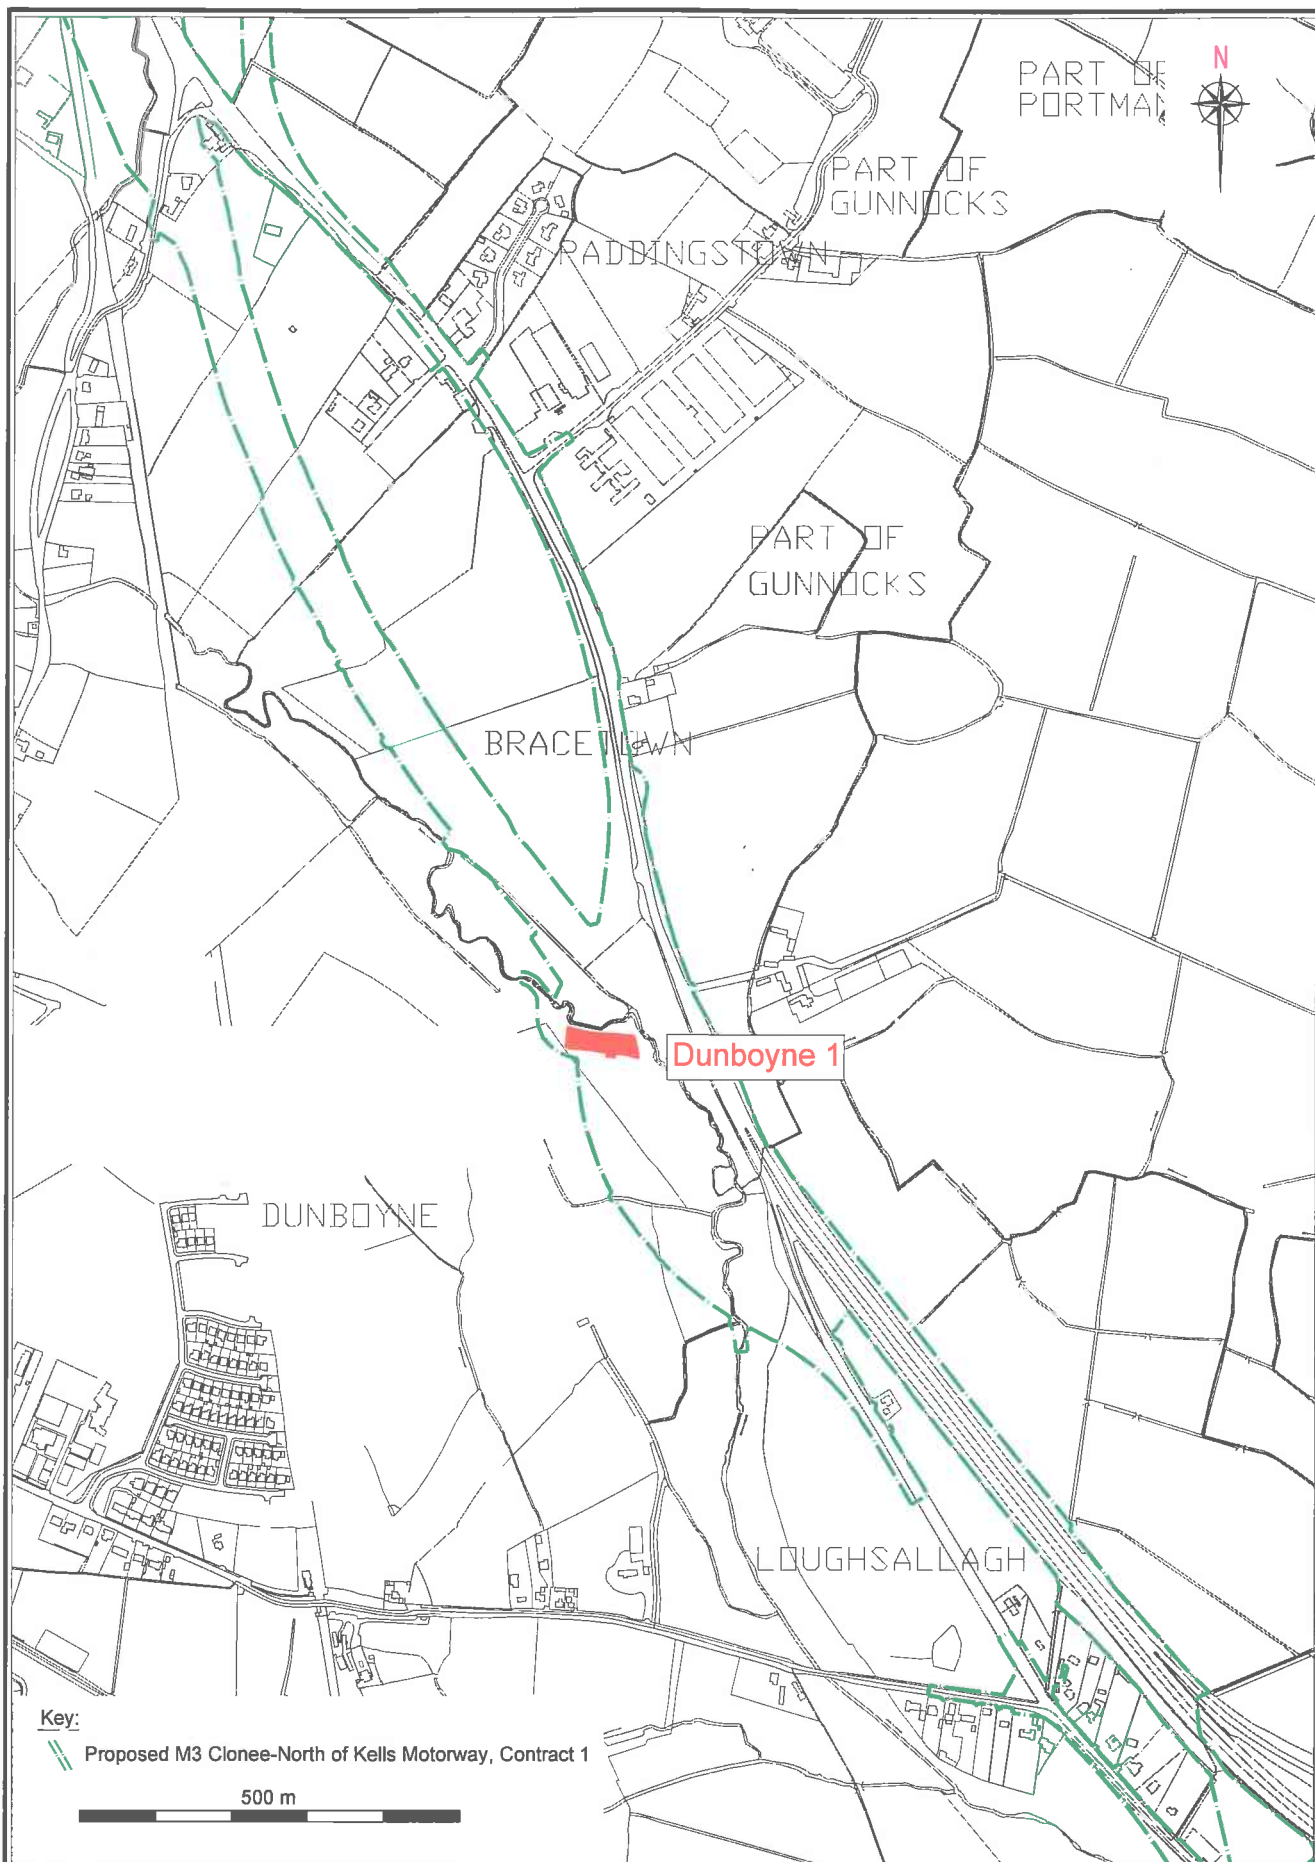 N
PART OF
PART OF
GUNNOCKS
PADDINGSTOWN
PART OF
GUNNOCKS
BRACETOWN
Dunboyne 1
DUNBOYNE
LOUGHSALLAGH
Key:
Proposed M3 Clonee-North of Kells Motorway, Contract 1
500 m